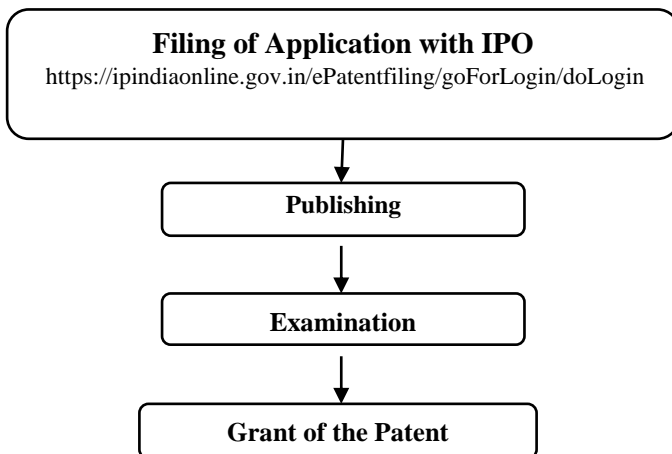 Filing of Application with IPO
https://ipindiaonline.gov.in/ePatentfiling/goForLogin/doLogin
Publishing
Examination
Grant of the Patent